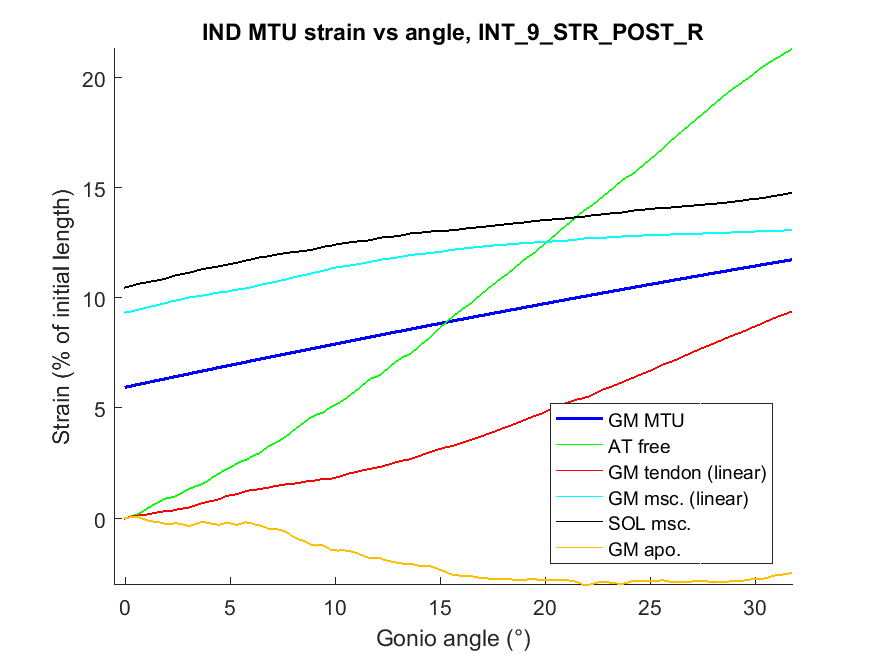 IND MTU strain vs angle, INT_9_STR_POST_R
Strain (% of initial length)
20
15
10
5
0
0 5 10 15 20 25 30
Gonio angle (°)
GM MTU
AT free
GM tendon (linear)
GM msc. (linear)
SOL msc.
GM apo.